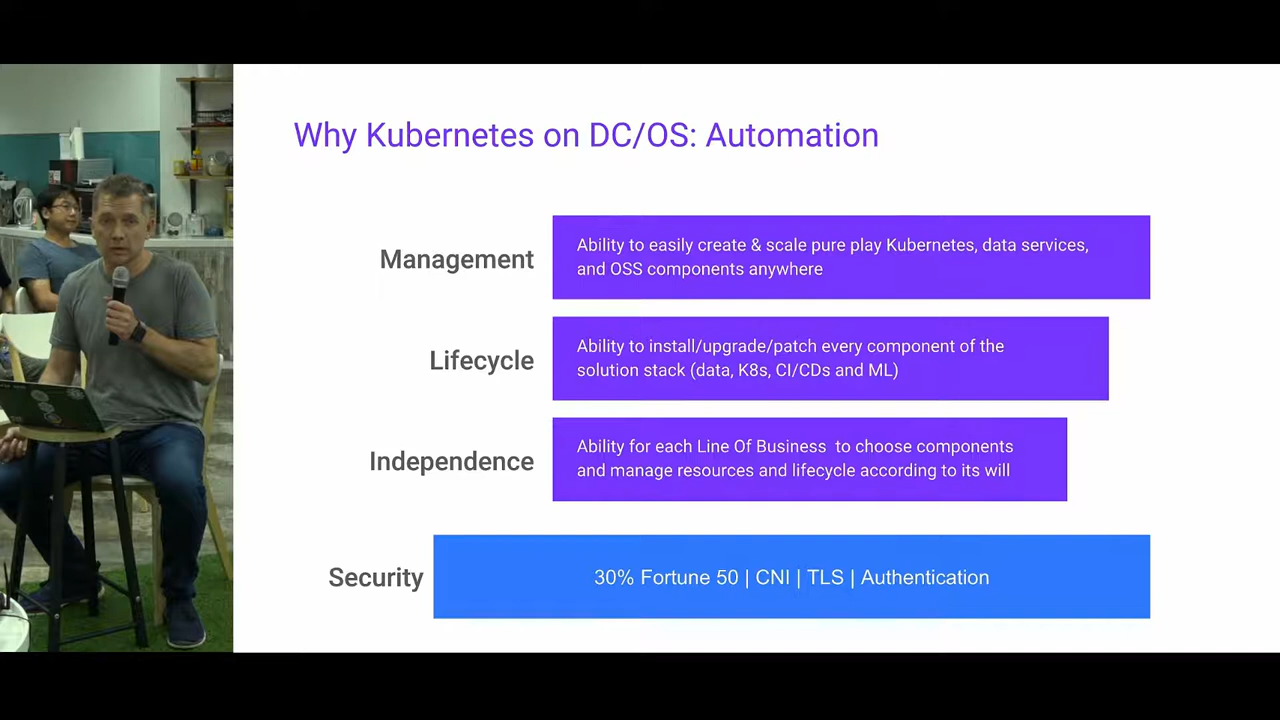 Why Kubernetes on DC/OS: Automation
Management
Ability to easily create & scale pure play Kubernetes, data services,
and OSS components anywhere
Lifecycle
Ability to install/upgrade/patch every component of the
solution stack (data, K8s, CI/CDs and ML)
Independence
Ability for each Line Of Business  to choose components
and manage resources and lifecycle according to its will
Security
30% Fortune 50 | CNI | TLS | Authentication